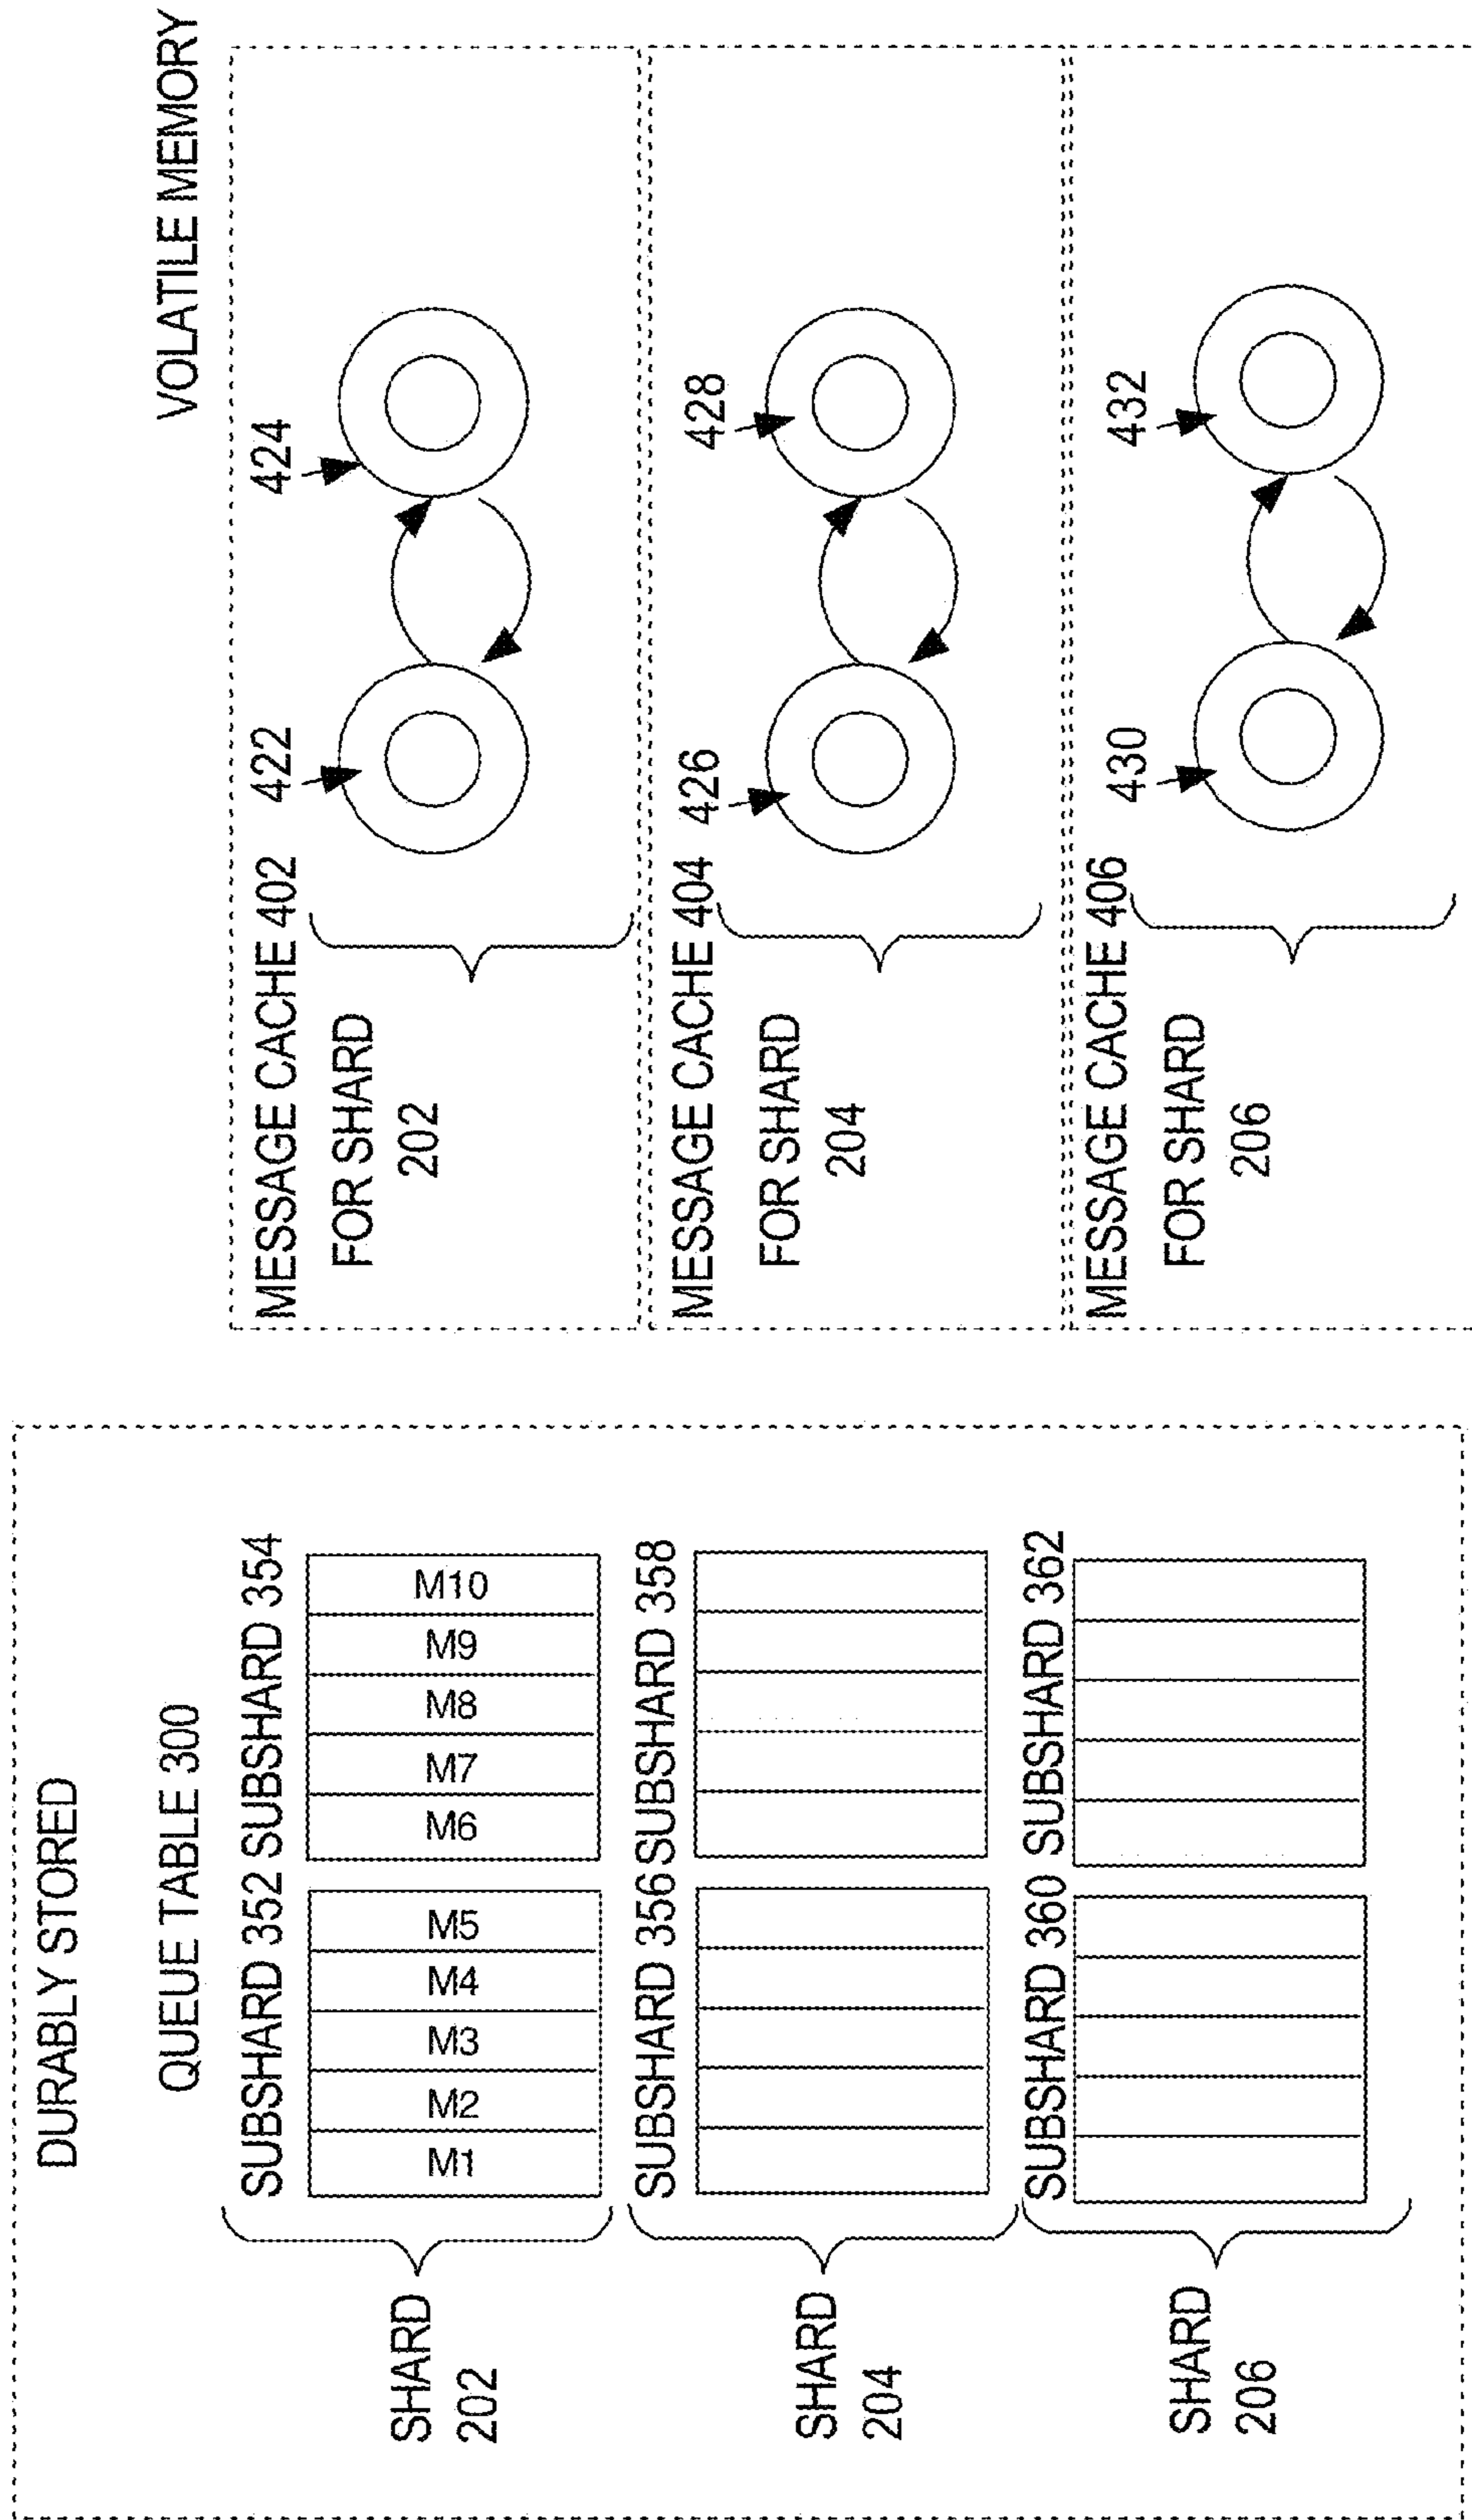 DURABLY STORED
QUEUE TABLE 300
SUBSHARD 352 SUBSHARD 354
SHARD
202
M1 M2 M3 M4 M5
M6 M7 M8 M9 M10
SUBSHARD 356 SUBSHARD 358
SHARD
204
SUBSHARD 360 SUBSHARD 362
SHARD
206
VOLATILE MEMORY
MESSAGE CACHE 402
FOR SHARD
202
422
424
MESSAGE CACHE 404
FOR SHARD
204
426
428
MESSAGE CACHE 406
FOR SHARD
206
430
432